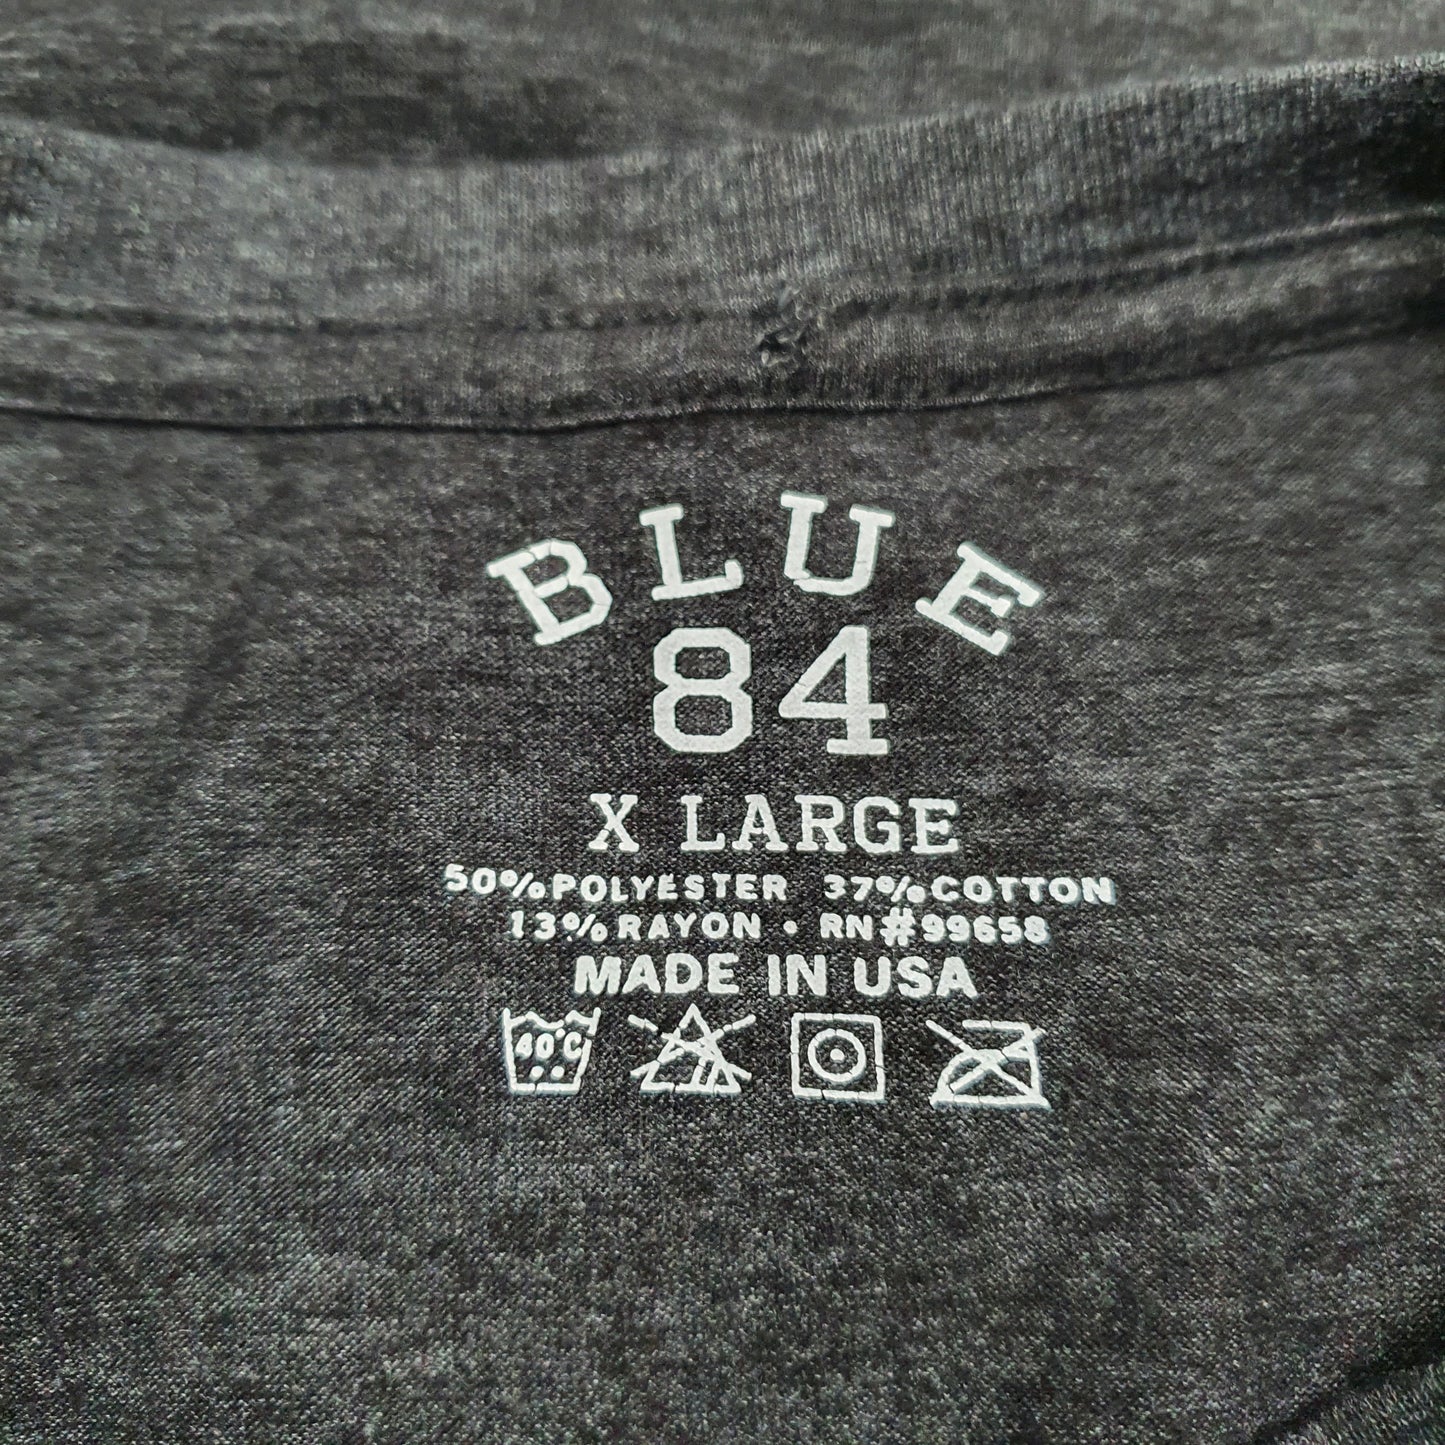 BLUE
84
X LARGE
50% POLYESTER 37% COTTON
13% RAYON • RN#99658
MADE IN USA
40°C